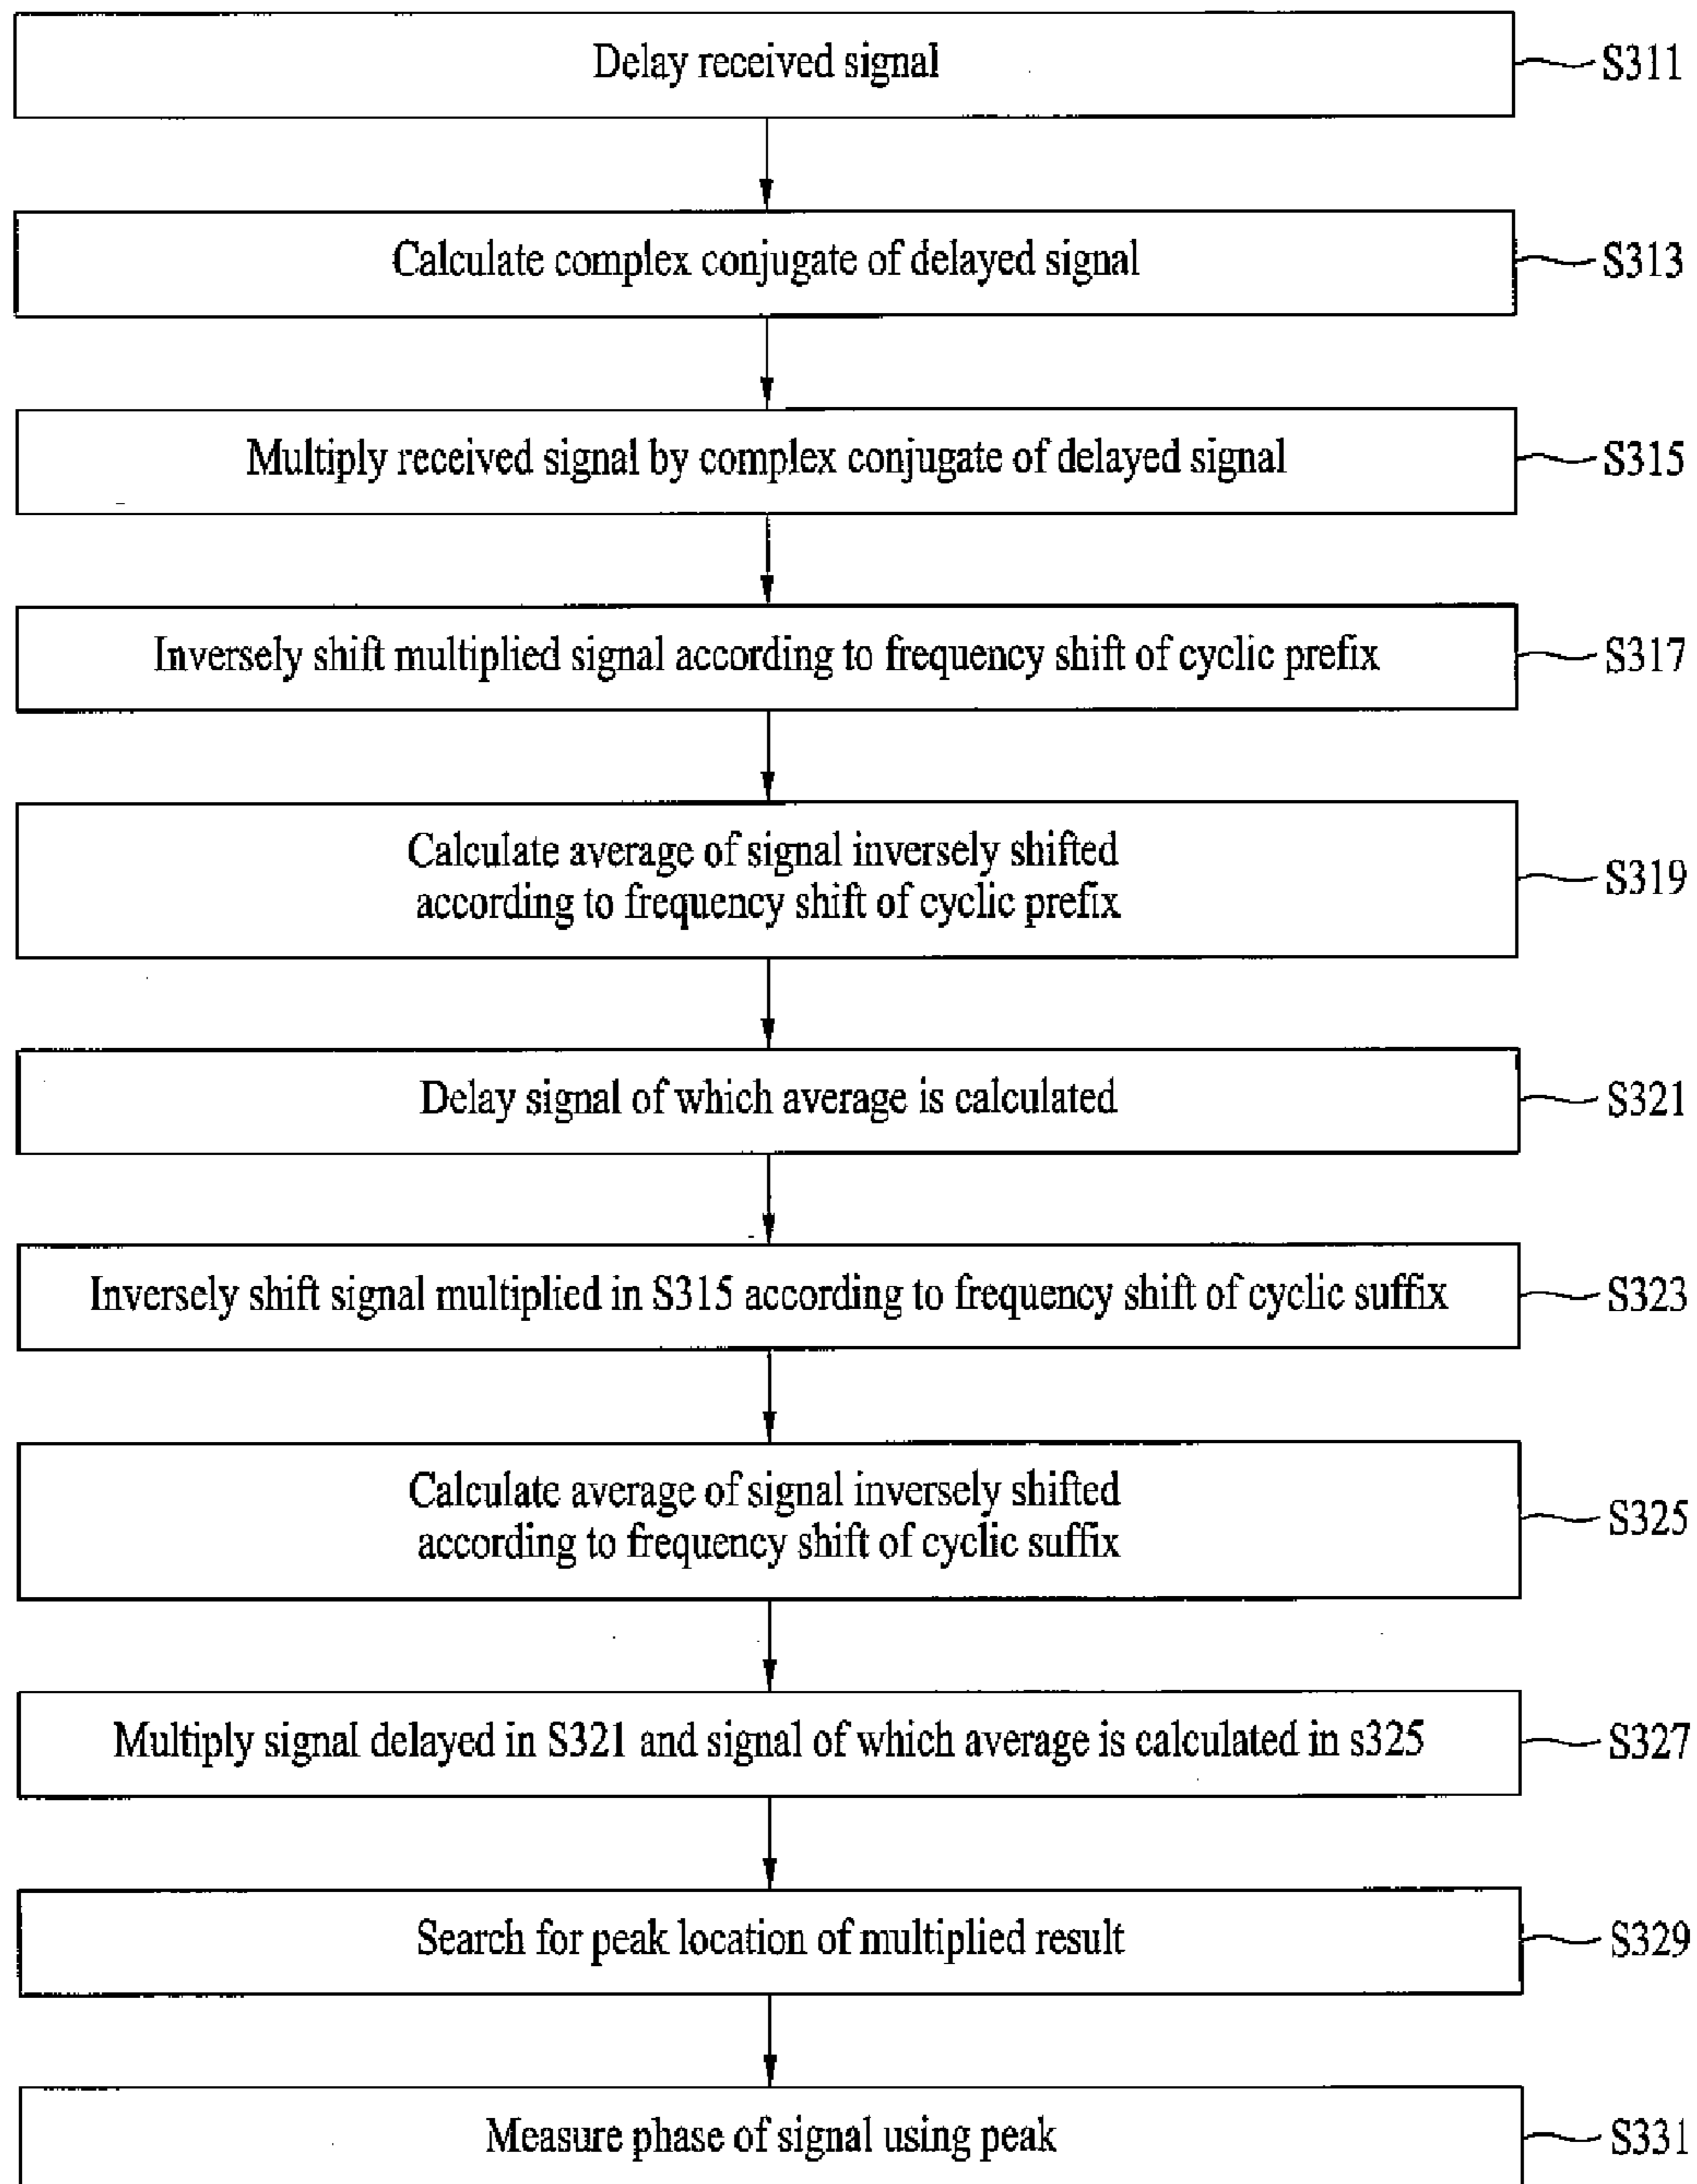 Delay received signal
S311
Calculate complex conjugate of delayed signal
S313
Multiply received signal by complex conjugate of delayed signal
S315
Inversely shift multiplied signal according to frequency shift of cyclic prefix
S317
Calculate average of signal inversely shifted
according to frequency shift of cyclic prefix
S319
Delay signal of which average is calculated
S321
Inversely shift signal multiplied in S315 according to frequency shift of cyclic suffix
S323
Calculate average of signal inversely shifted
according to frequency shift of cyclic suffix
S325
Multiply signal delayed in S321 and signal of which average is calculated in s325
S327
Search for peak location of multiplied result
S329
Measure phase of signal using peak
S331